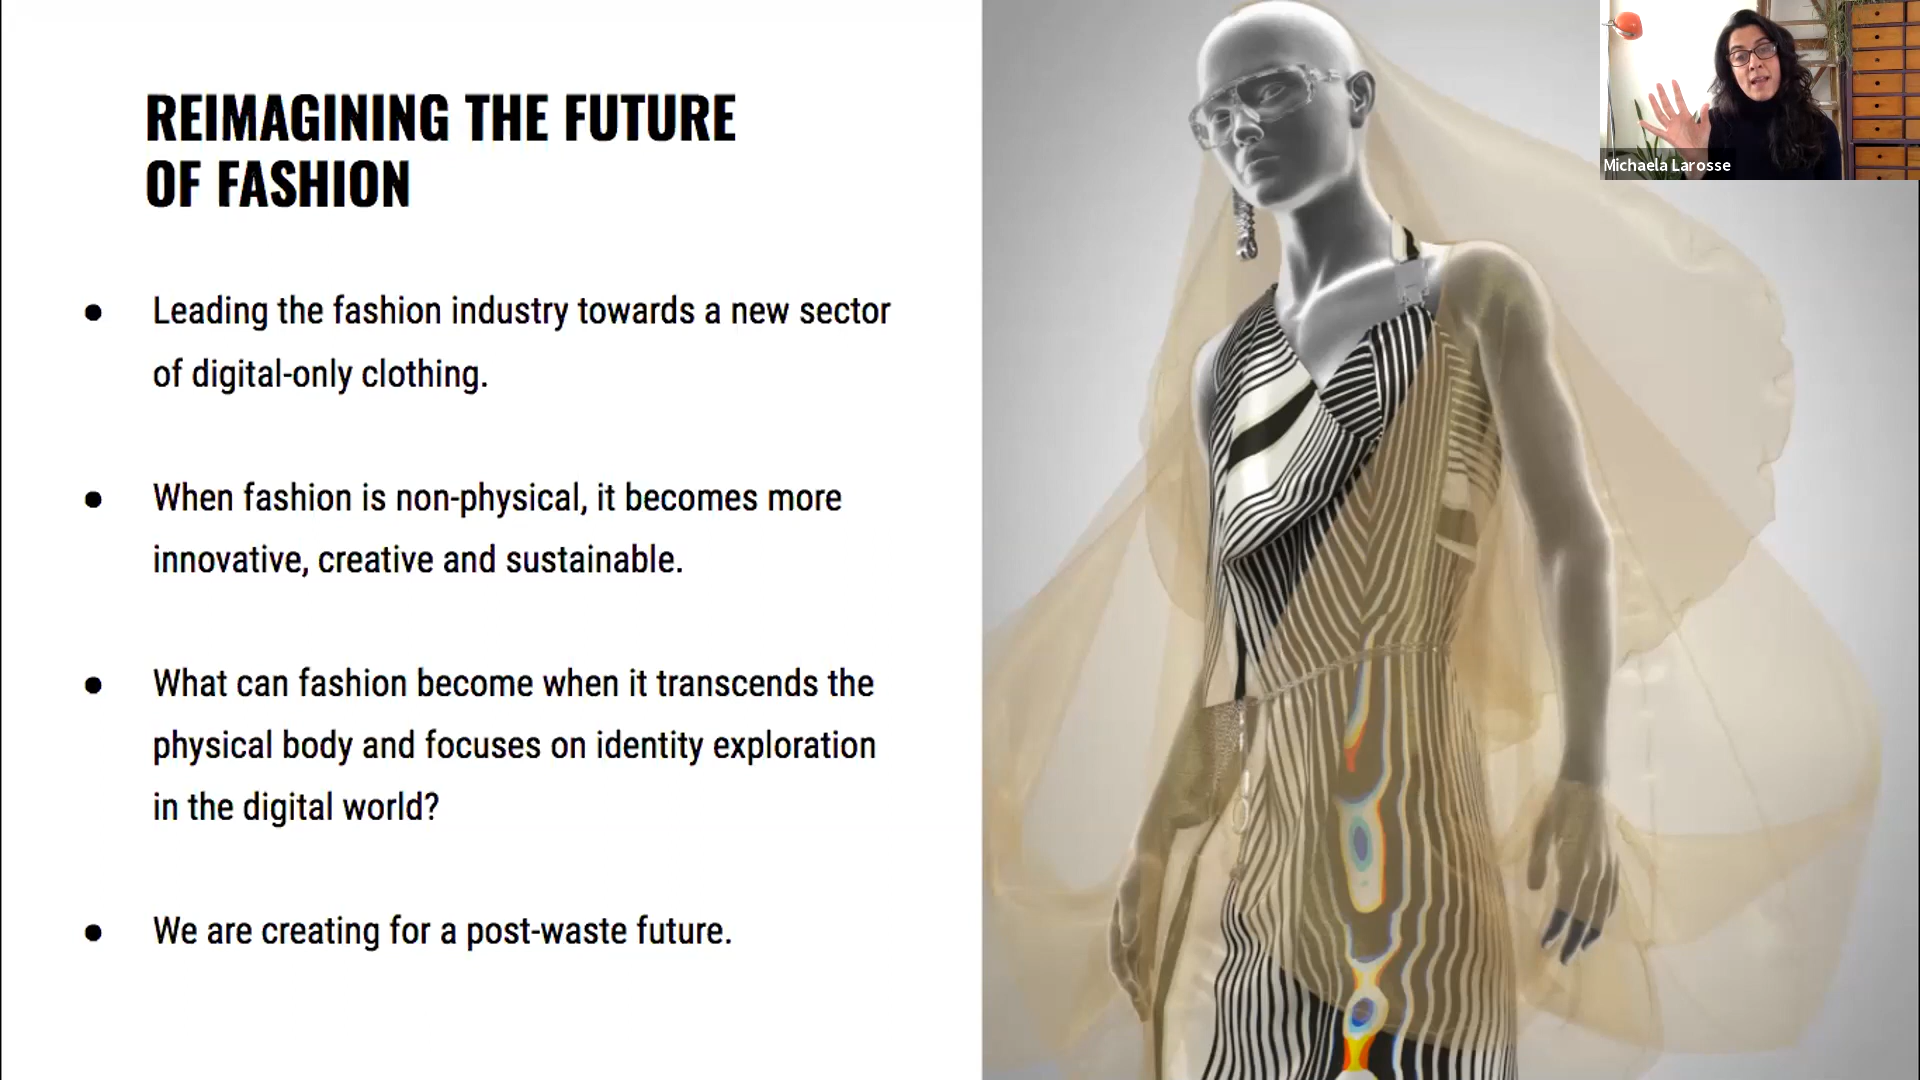 REIMAGINING THE FUTURE
OF FASHION
● Leading the fashion industry towards a new sector
of digital-only clothing.
● When fashion is non-physical, it becomes more
innovative, creative and sustainable.
● What can fashion become when it transcends the
physical body and focuses on identity exploration
in the digital world?
● We are creating for a post-waste future.
Michaela Larosse